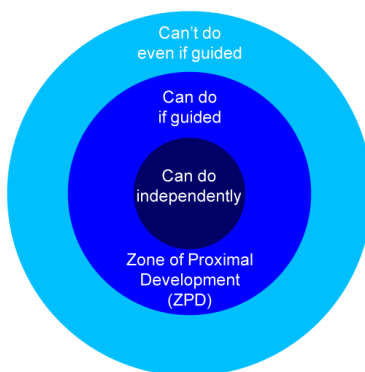 Can't do
even if guided
Can do
if guided
Can do
independently
Zone of Proximal
Development
(ZPD)